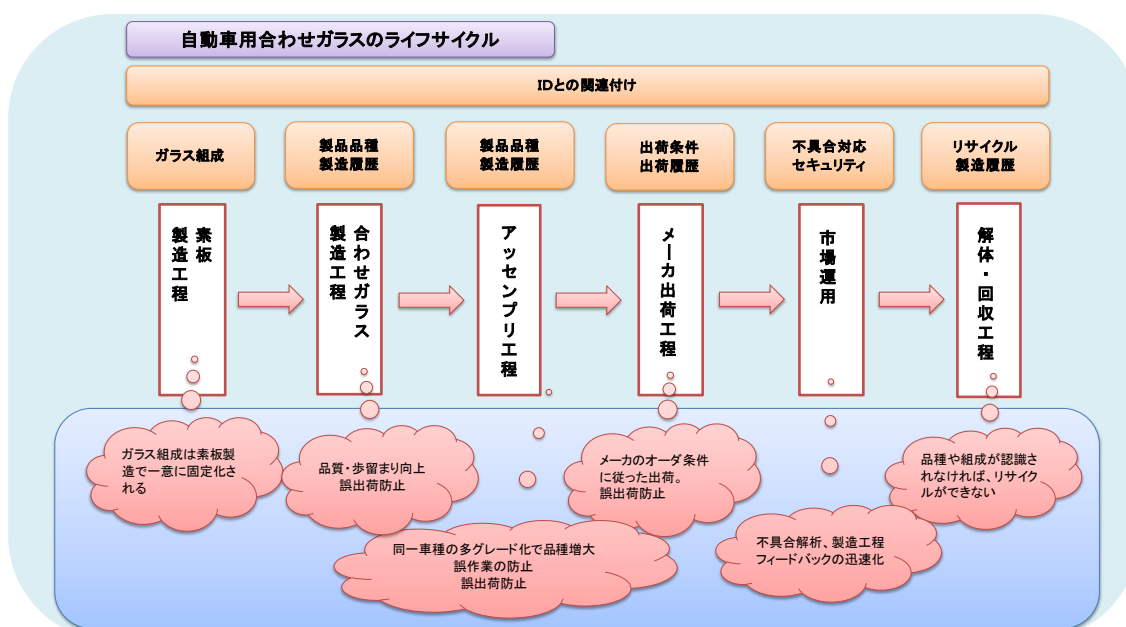 自動車用合わせガラスのライフサイクル
IDとの関連付け
ガラス組成
製品品種
製造履歴
製品品種
製造履歴
出荷条件
出荷履歴
不具合対応
セキュリティ
リサイクル
製造履歴
素板
製造工程
合わせガラス
製造工程
アッセンブリ工程
メーカ出荷工程
市場運用
解体・回収工程
ガラス組成は素板製
造で一意に固定化さ
れる
品質・歩留まり向上
誤出荷防止
同一車種の多グレード化で品種増大
誤作業の防止
誤出荷防止
メーカのオーダ条件
に従った出荷。
誤出荷防止
不具合解析、製造工程
フィードバックの迅速化
品種や組成が認識さ
れなければ、リサイク
ルができない